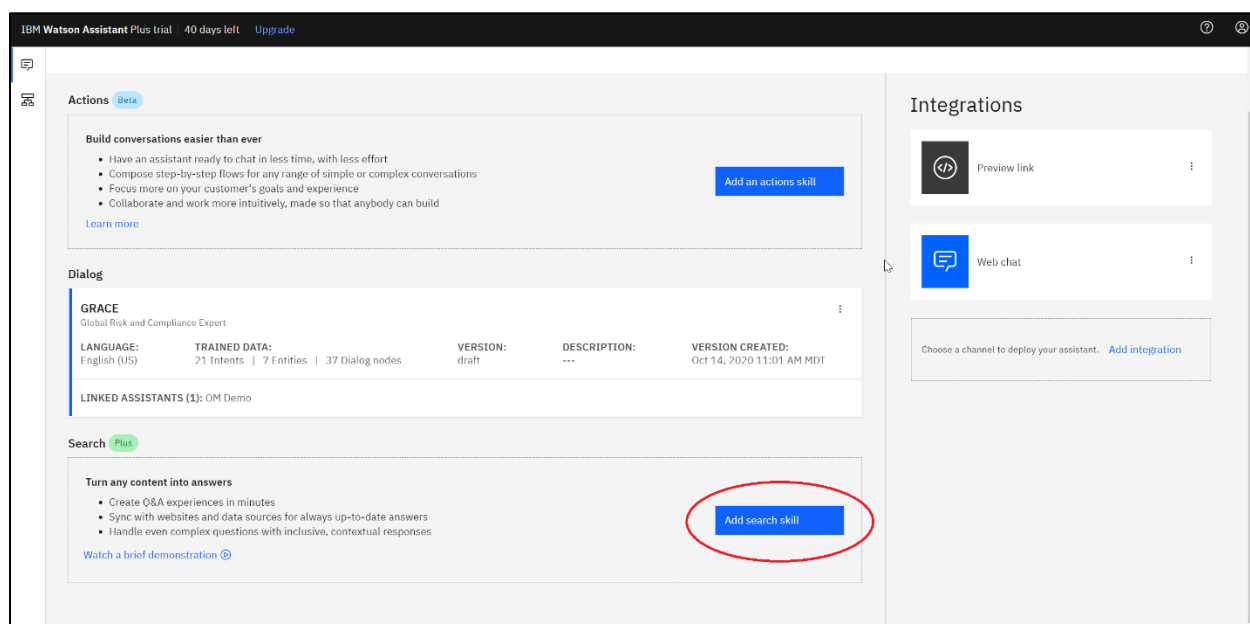 IBM Watson Assistant Plus trial 40 days left Upgrade
Actions Beta
Build conversations easier than ever
• Have an assistant ready to chat in less time, with less effort
• Compose step-by-step flows for any range of simple or complex conversations
• Focus more on your customer's goals and experience
• Collaborate and work more intuitively, made so that anybody can build
Learn more
Add an actions skill
Dialog
GRACE
Global Risk and Compliance Expert
LANGUAGE: TRAINED DATA: VERSION: DESCRIPTION: VERSION CREATED:
English (US) 21 Intents | 7 Entities | 37 Dialog nodes draft --- Oct 14, 2020 11:01 AM MDT
LINKED ASSISTANTS (1): OM Demo
Search Plus
Turn any content into answers
• Create Q&A experiences in minutes
• Sync with websites and data sources for always up-to-date answers
• Handle even complex questions with inclusive, contextual responses
Watch a brief demonstration
Add search skill
Integrations
Preview link
Web chat
Choose a channel to deploy your assistant. Add integration